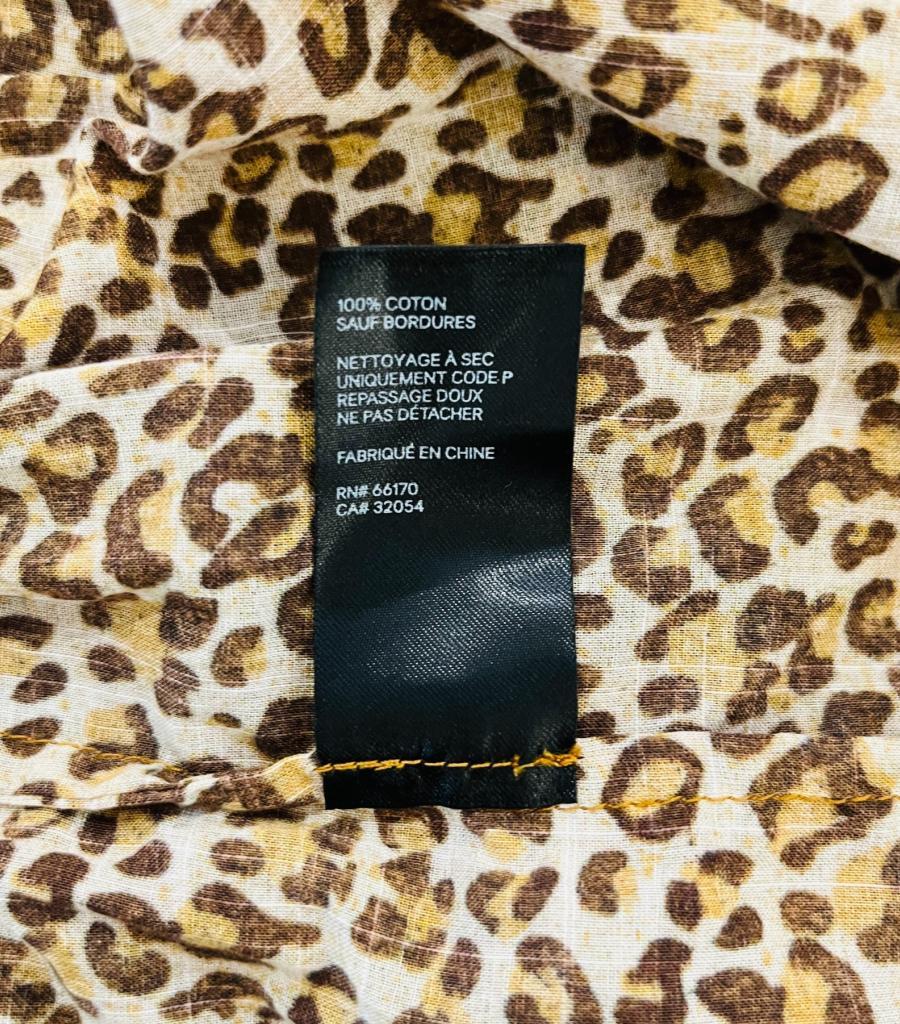 100% COTON
SAUF BORDURES
NETTOYAGE À SEC
UNIQUEMENT CODE P
REPASSAGE DOUX
NE PAS DÉTACHER
FABRIQUÉ EN CHINE
RN# 66170
CA# 32054